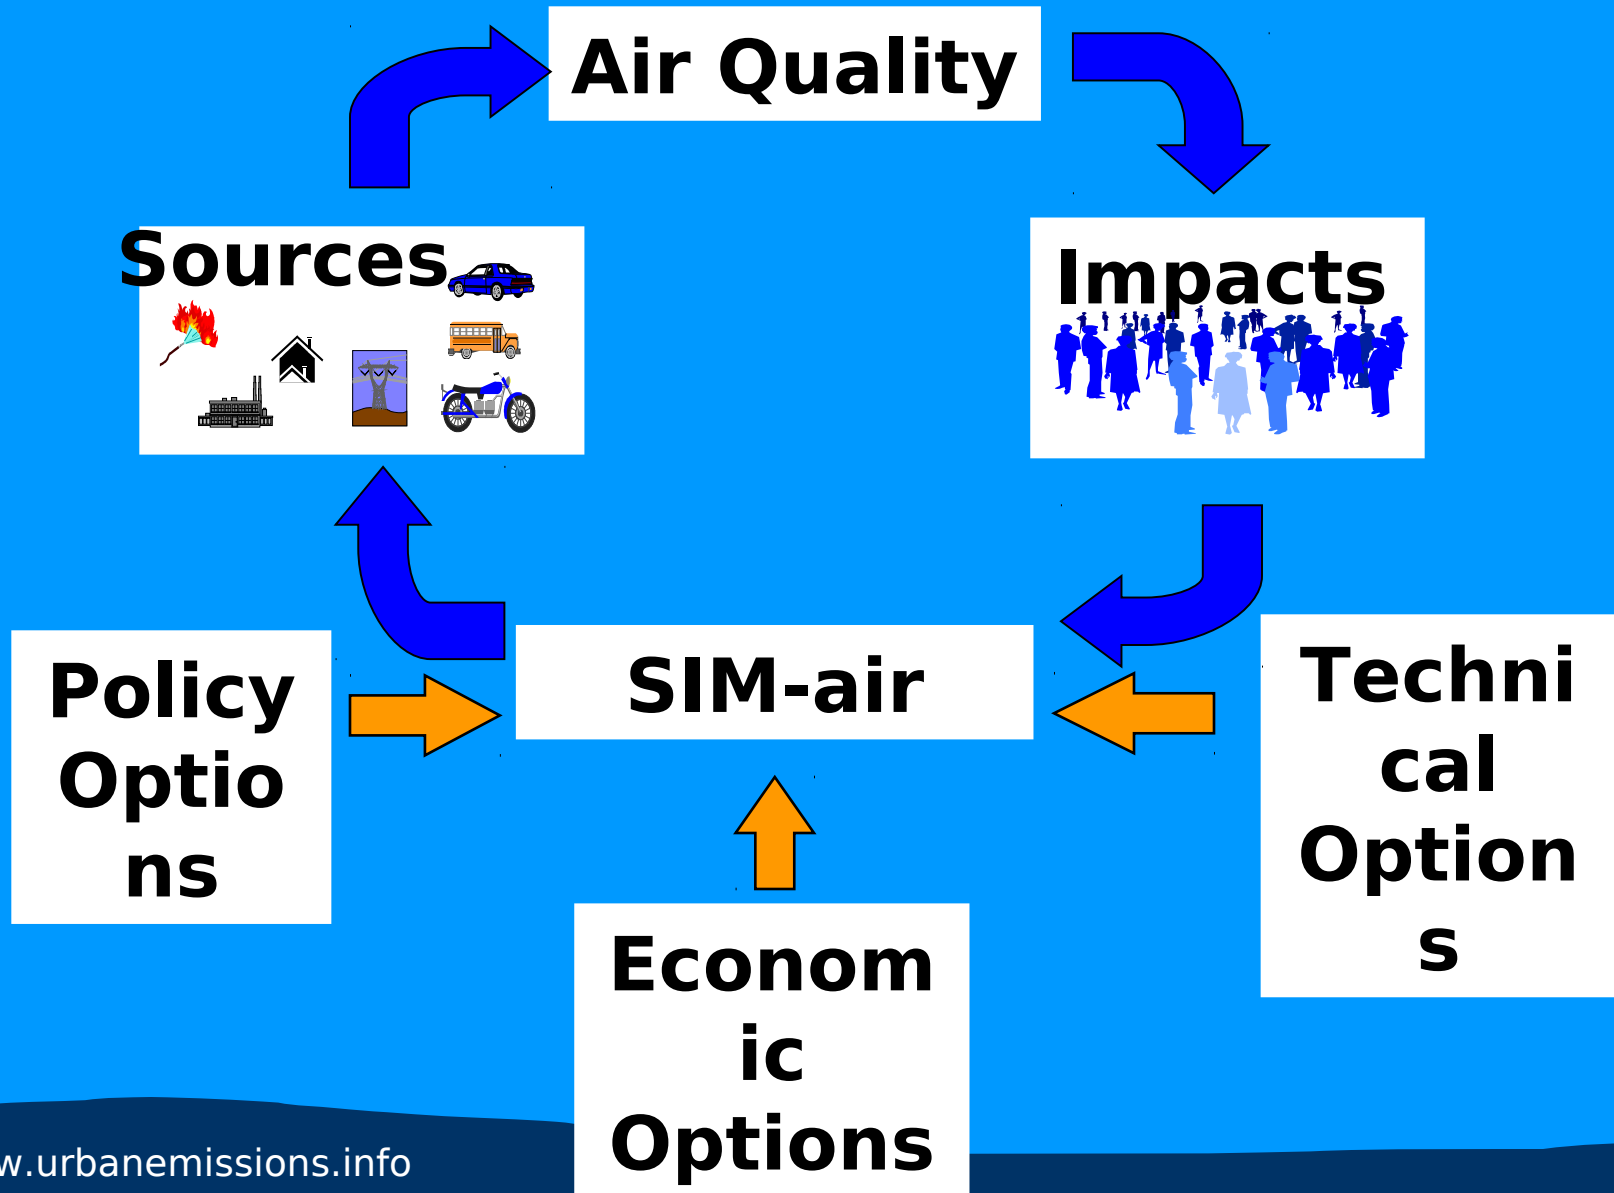 Air Quality
Sources
Impacts
Policy
Optio
ns
SIM-air
Techni
cal
Option
s
Econom
ic
Options
w.urbanemissions.info